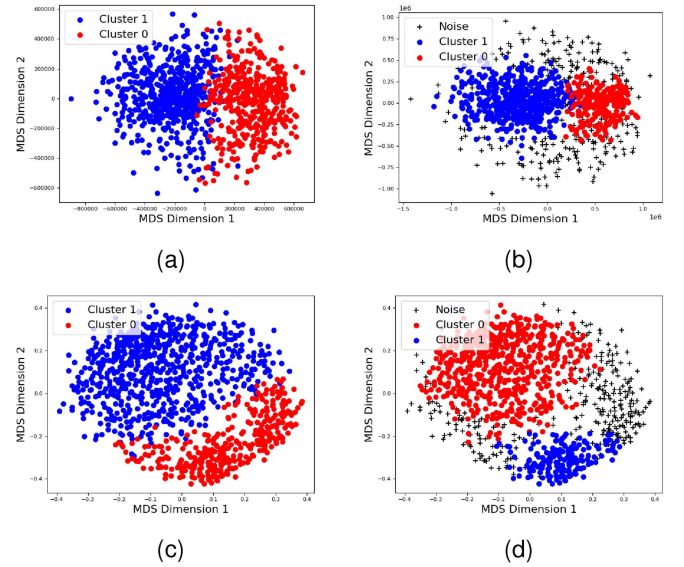 Cluster 1
Cluster 0
600000
400000
200000
0
−200000
−400000
−600000
−800000 −600000 −400000 −200000 0 200000 400000 600000
MDS Dimension 1
MDS Dimension 2
(a)
1e6
Noise
Cluster 1
Cluster 0
1.00
0.75
0.50
0.25
0.00
−0.25
−0.50
−0.75
−1.00
−1.5 −1.0 −0.5 0.0 0.5 1.0
1e6
MDS Dimension 1
MDS Dimension 2
(b)
Cluster 1
Cluster 0
0.4
0.2
0.0
−0.2
−0.4
−0.4 −0.3 −0.2 −0.1 0.0 0.1 0.2 0.3 0.4
MDS Dimension 1
MDS Dimension 2
(c)
Noise
Cluster 0
Cluster 1
0.4
0.2
0.0
−0.2
−0.4
−0.4 −0.3 −0.2 −0.1 0.0 0.1 0.2 0.3 0.4
MDS Dimension 1
MDS Dimension 2
(d)